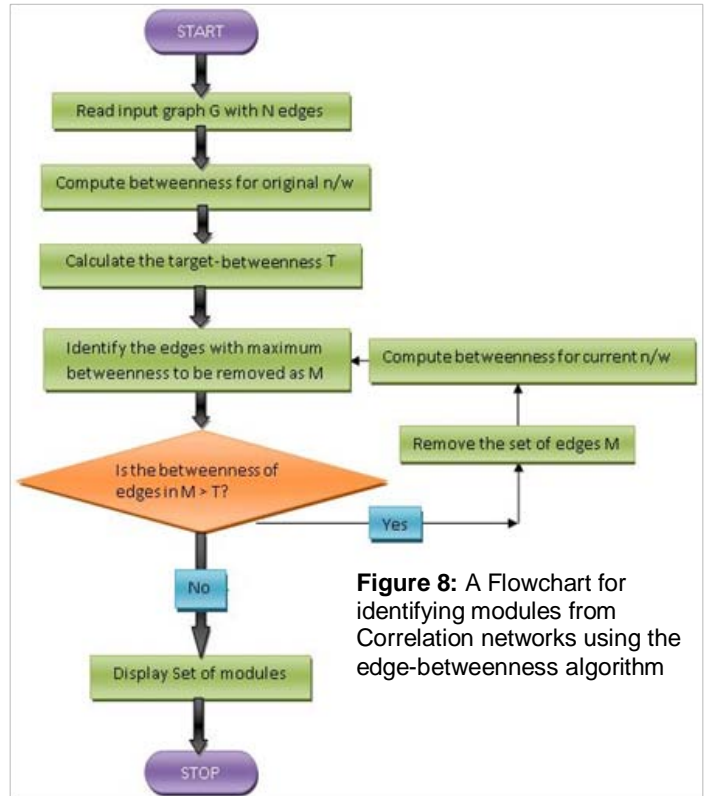 START
Read input graph G with N edges
Compute betweenness for original n/w
Calculate the target-betweenness T
Identify the edges with maximum
betweenness to be removed as M
Compute betweenness for current n/w
Remove the set of edges M
Is the betweenness of
edges in M > T?
Yes
No
Figure 8: A Flowchart for
identifying modules from
Correlation networks using the
edge-betweenness algorithm
Display Set of modules
STOP